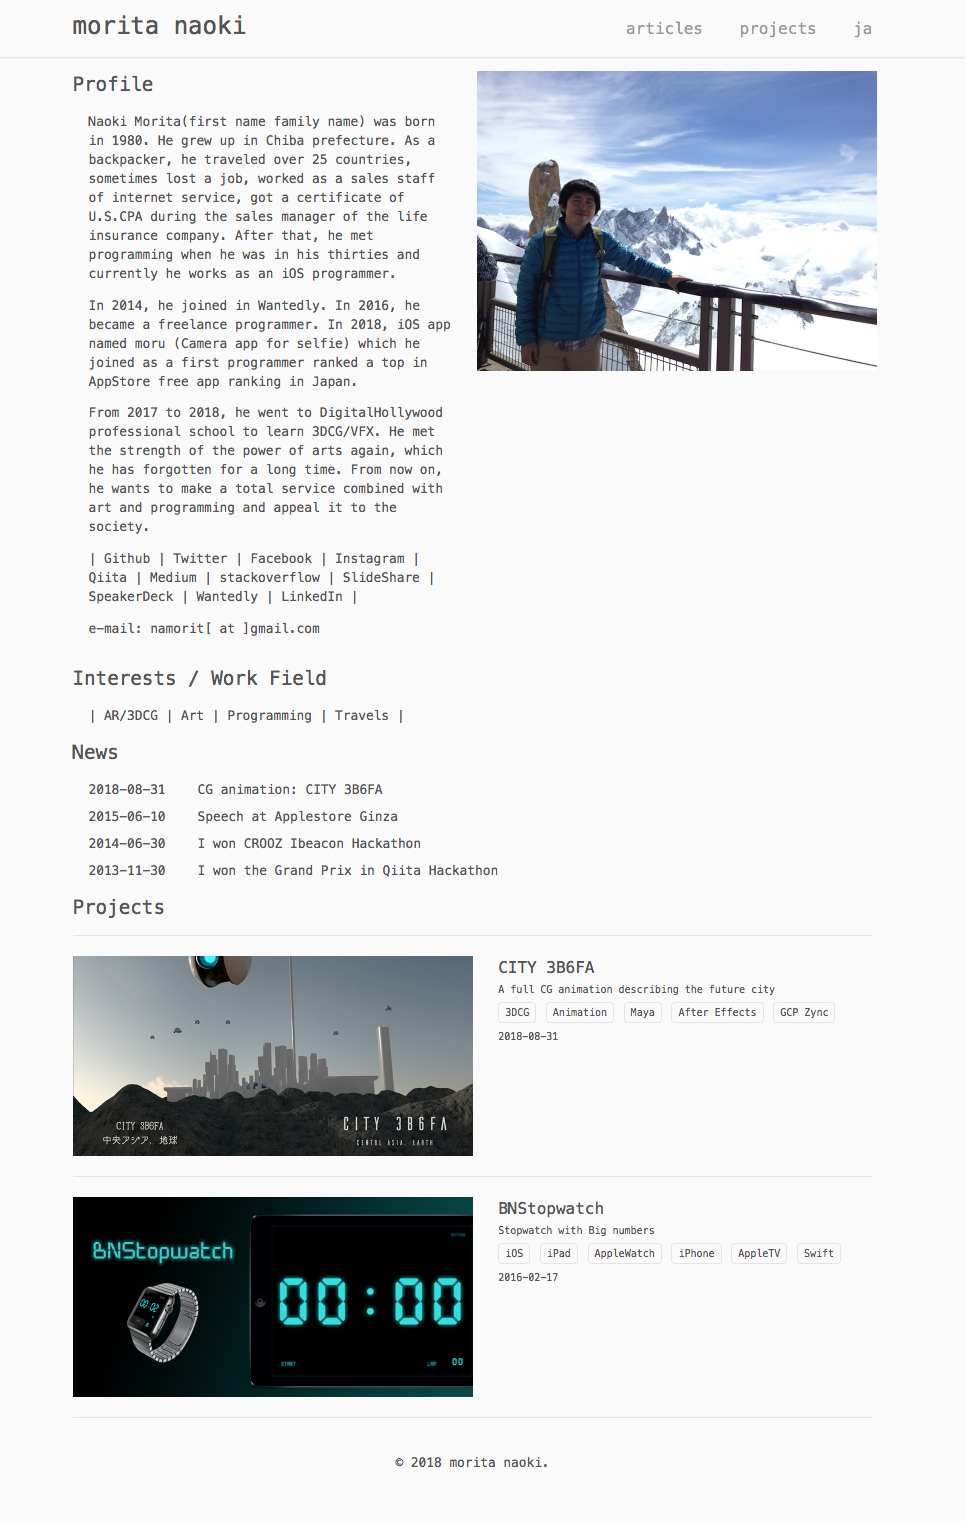 morita naoki
articles projects ja
Profile
Naoki Morita(first name family name) was born
in 1980. He grew up in Chiba prefecture. As a
backpacker, he traveled over 25 countries,
sometimes lost a job, worked as a sales staff
of internet service, got a certificate of
U.S.CPA during the sales manager of the life
insurance company. After that, he met
programming when he was in his thirties and
currently he works as an iOS programmer.
In 2014, he joined in Wantedly. In 2016, he
became a freelance programmer. In 2018, iOS app
named moru (Camera app for selfie) which he
joined as a first programmer ranked a top in
AppStore free app ranking in Japan.
From 2017 to 2018, he went to DigitalHollywood
professional school to learn 3DCG/VFX. He met
the strength of the power of arts again, which
he has forgotten for a long time. From now on,
he wants to make a total service combined with
art and programming and appeal it to the
society.
| Github | Twitter | Facebook | Instagram |
Qiita | Medium | stackoverflow | SlideShare |
SpeakerDeck | Wantedly | LinkedIn |
e-mail: namorit[ at ]gmail.com
Interests / Work Field
| AR/3DCG | Art | Programming | Travels |
News
2018-08-31 CG animation: CITY 3B6FA
2015-06-10 Speech at Applestore Ginza
2014-06-30 I won CROOZ Ibeacon Hackathon
2013-11-30 I won the Grand Prix in Qiita Hackathon
Projects
CITY 3B6FA
中央アジア, 地球
CITY 3B6FA
CENTRL ASIA, EARTH
CITY 3B6FA
A full CG animation describing the future city
3DCG Animation Maya After Effects GCP Zync
2018-08-31
BNStopwatch
00:02
00:00
START LAP 00
BNStopwatch
Stopwatch with Big numbers
iOS iPad AppleWatch iPhone AppleTV Swift
2016-02-17
© 2018 morita naoki.